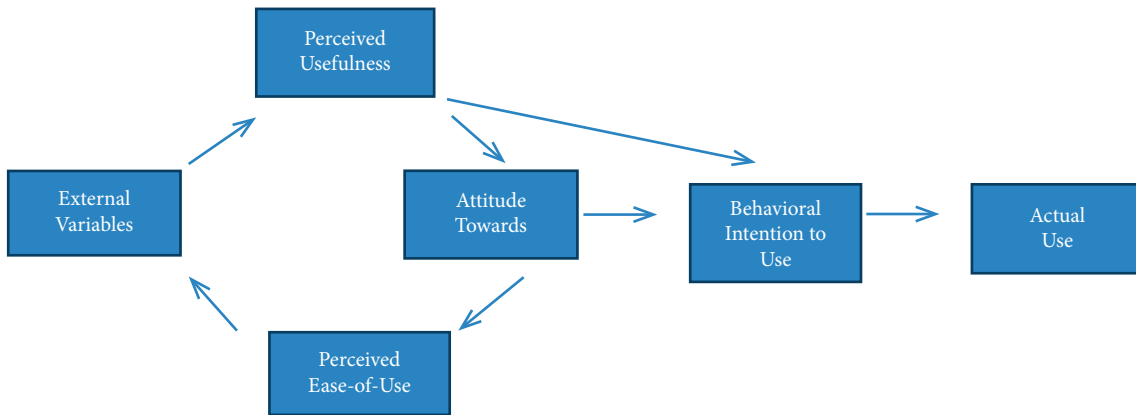 Perceived
Usefulness
External
Variables
Attitude
Towards
Behavioral
Intention to
Use
Actual
Use
Perceived
Ease-of-Use